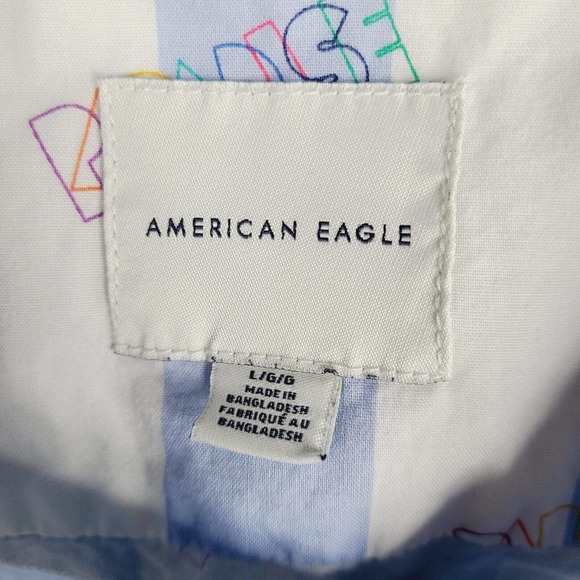 AMERICAN EAGLE
L/G/G
MADE IN
BANGLADESH
FABRIQUÉ AU
BANGLADESH